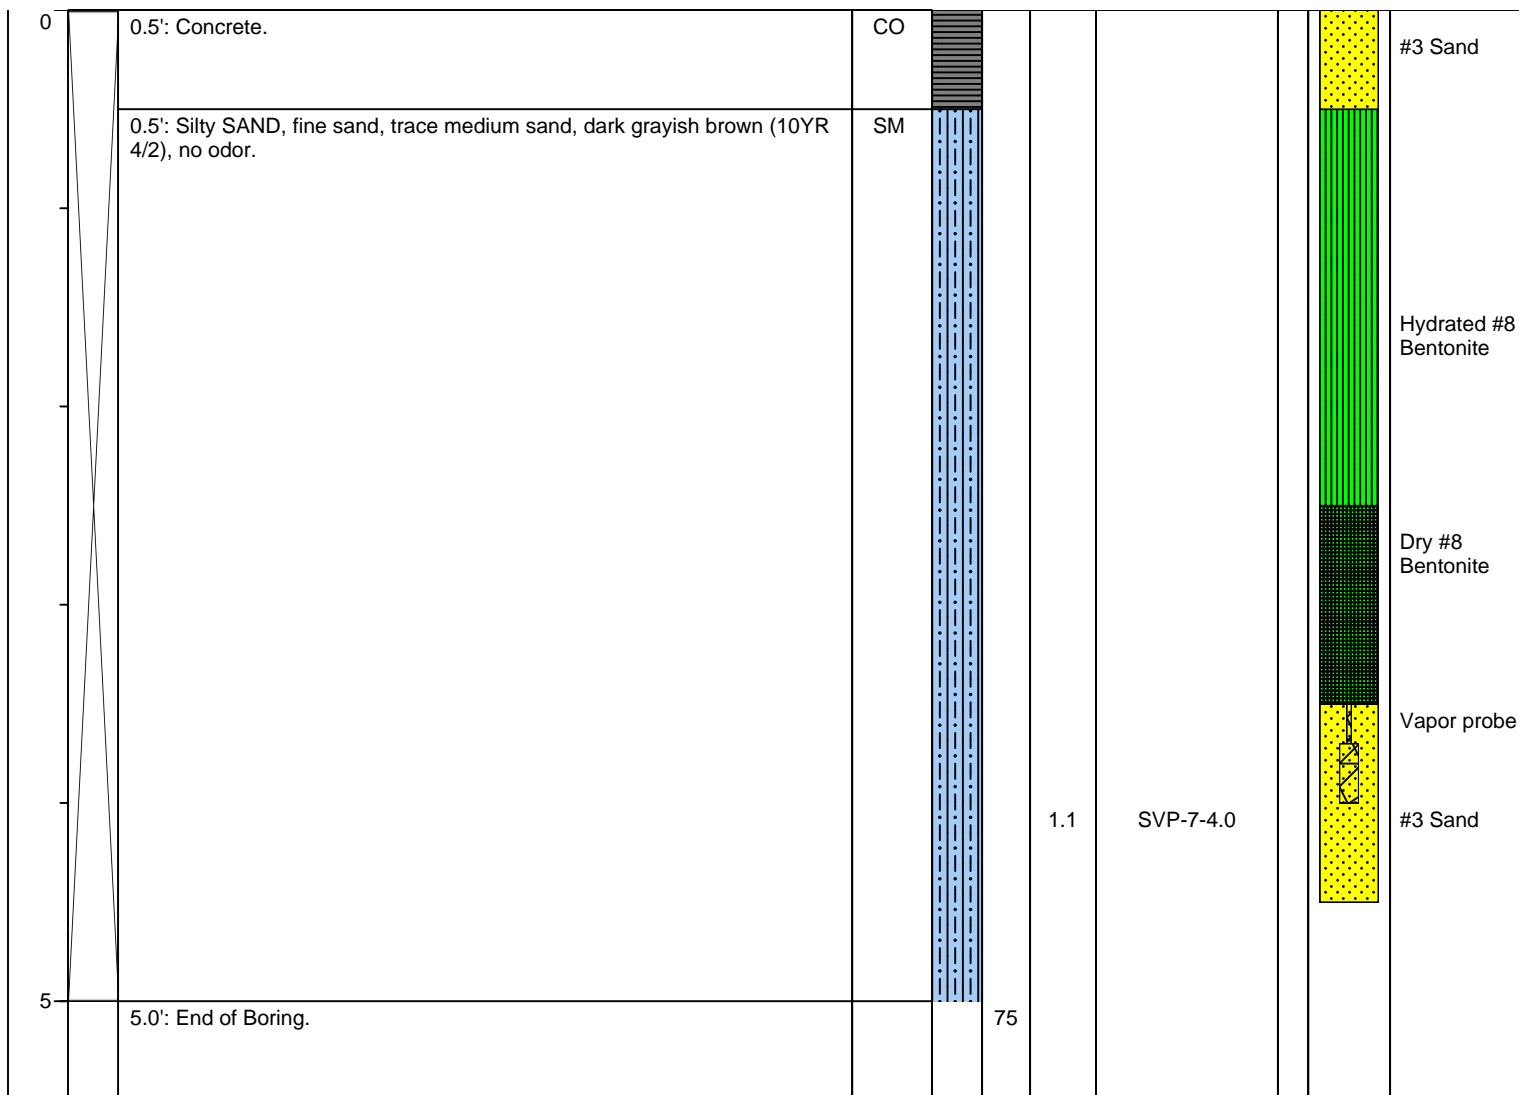 0
0.5': Concrete.
CO
#3 Sand
0.5': Silty SAND, fine sand, trace medium sand, dark grayish brown (10YR
4/2), no odor.
SM
Hydrated #8
Bentonite
Dry #8
Bentonite
Vapor probe
1.1
SVP-7-4.0
#3 Sand
5
5.0': End of Boring.
75